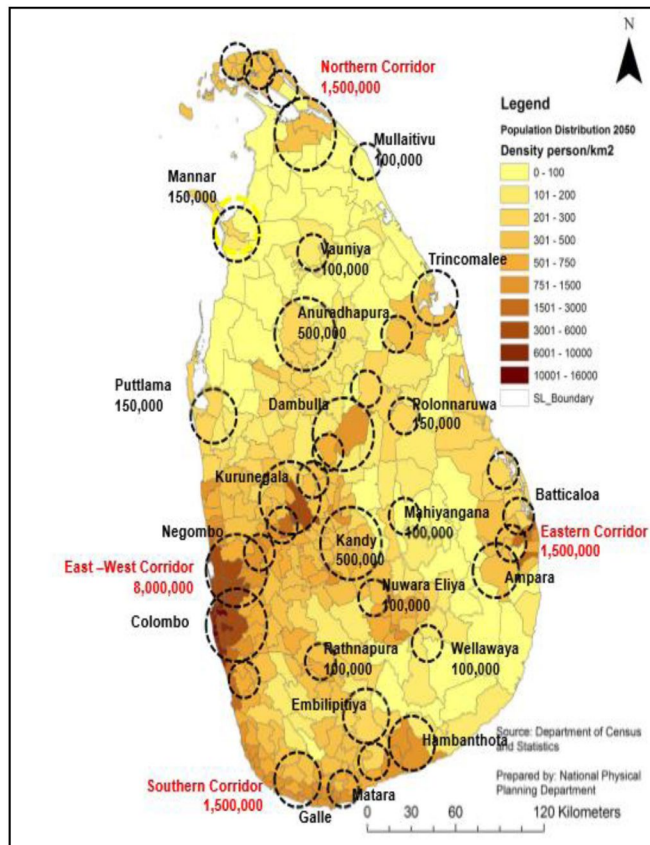 N
Northern Corridor
1,500,000
Legend
Population Distribution 2050
Density person/km2
0 - 100
101 - 200
201 - 300
301 - 500
501 - 750
751 - 1500
1501 - 3000
3001 - 6000
6001 - 10000
10001 - 16000
SL_Boundary
Mullaitivu
100,000
Mannar
150,000
Vauniya
100,000
Trincomalee
Anuradhapura
500,000
Puttlama
150,000
Dambulla
Polonnaruwa
150,000
Kurunegala
Batticaloa
Mahiyangana
100,000
Negombo
Kandy
500,000
Eastern Corridor
1,500,000
East –West Corridor
8,000,000
Ampara
Nuwara Eliya
100,000
Colombo
Rathnapura
100,000
Wellawaya
100,000
Embilipitiya
Hambanthota
Source: Department of Census
and Statistics
Prepared by: National Physical
Planning Department
Southern Corridor
1,500,000
Matara
Galle
0 30 60 120 Kilometers